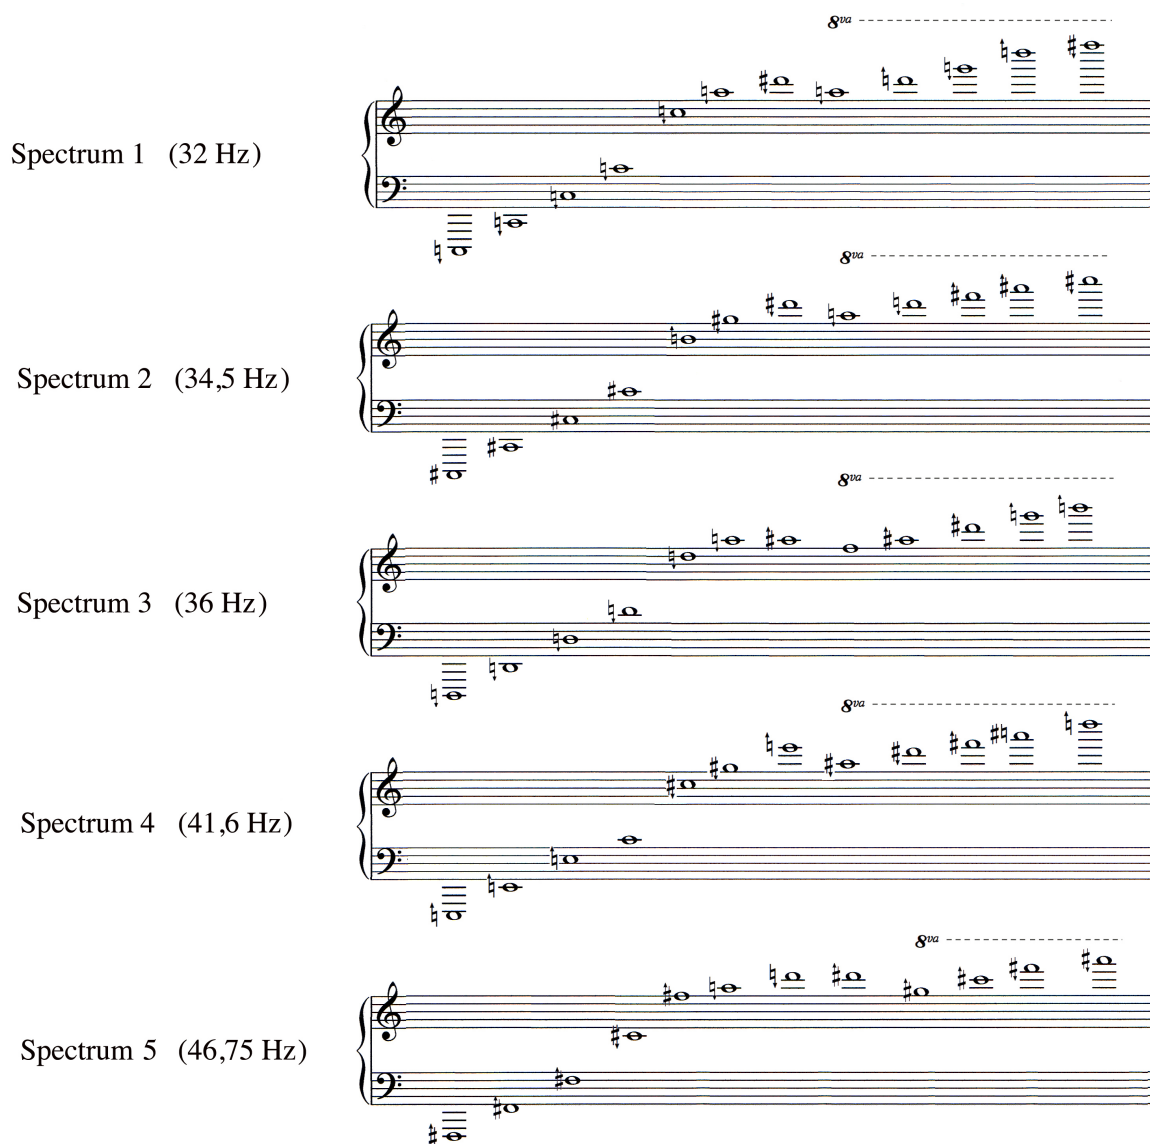 8va
Spectrum 1 (32 Hz)
8va
Spectrum 2 (34,5 Hz)
8va
Spectrum 3 (36 Hz)
8va
Spectrum 4 (41,6 Hz)
8va
Spectrum 5 (46,75 Hz)